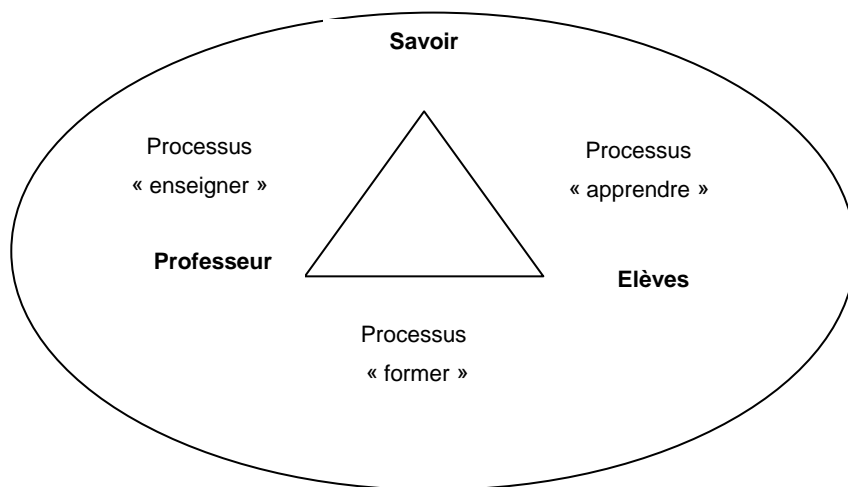 Savoir
Processus
« enseigner »
Processus
« apprendre »
Professeur
Elèves
Processus
« former »